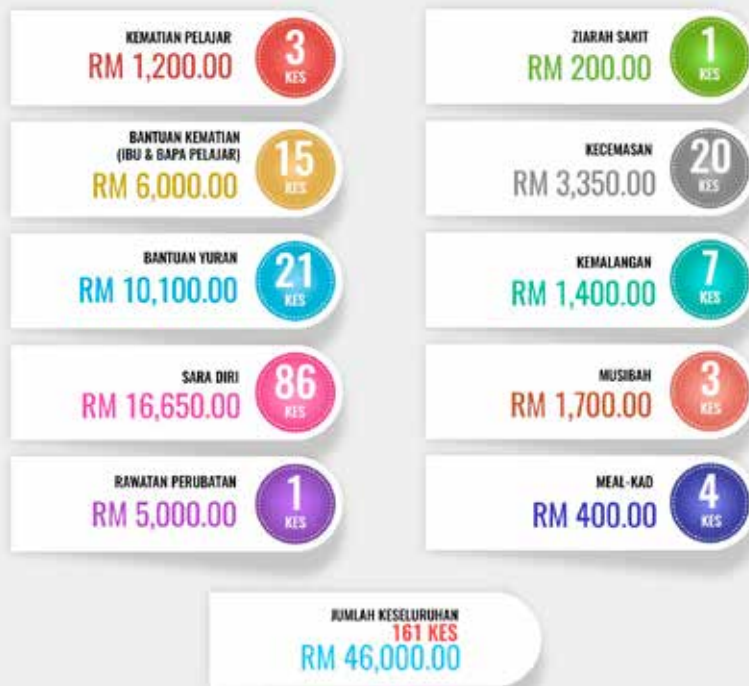 KEMATIAN PELAJAR
RM 1,200.00
3
KES
BANTUAN KEMATIAN
(IBU & BAPA PELAJAR)
RM 6,000.00
15
KES
BANTUAN YURAN
RM 10,100.00
21
KES
SARA DIRI
RM 16,650.00
86
KES
RAWATAN PERUBATAN
RM 5,000.00
1
KES
ZIARAH SAKIT
RM 200.00
1
KES
KECEMASAN
RM 3,350.00
20
KES
KEMALANGAN
RM 1,400.00
7
KES
MUSIBAH
RM 1,700.00
3
KES
MEAL-KAD
RM 400.00
4
KES
JUMLAH KESELURUHAN
161 KES
RM 46,000.00